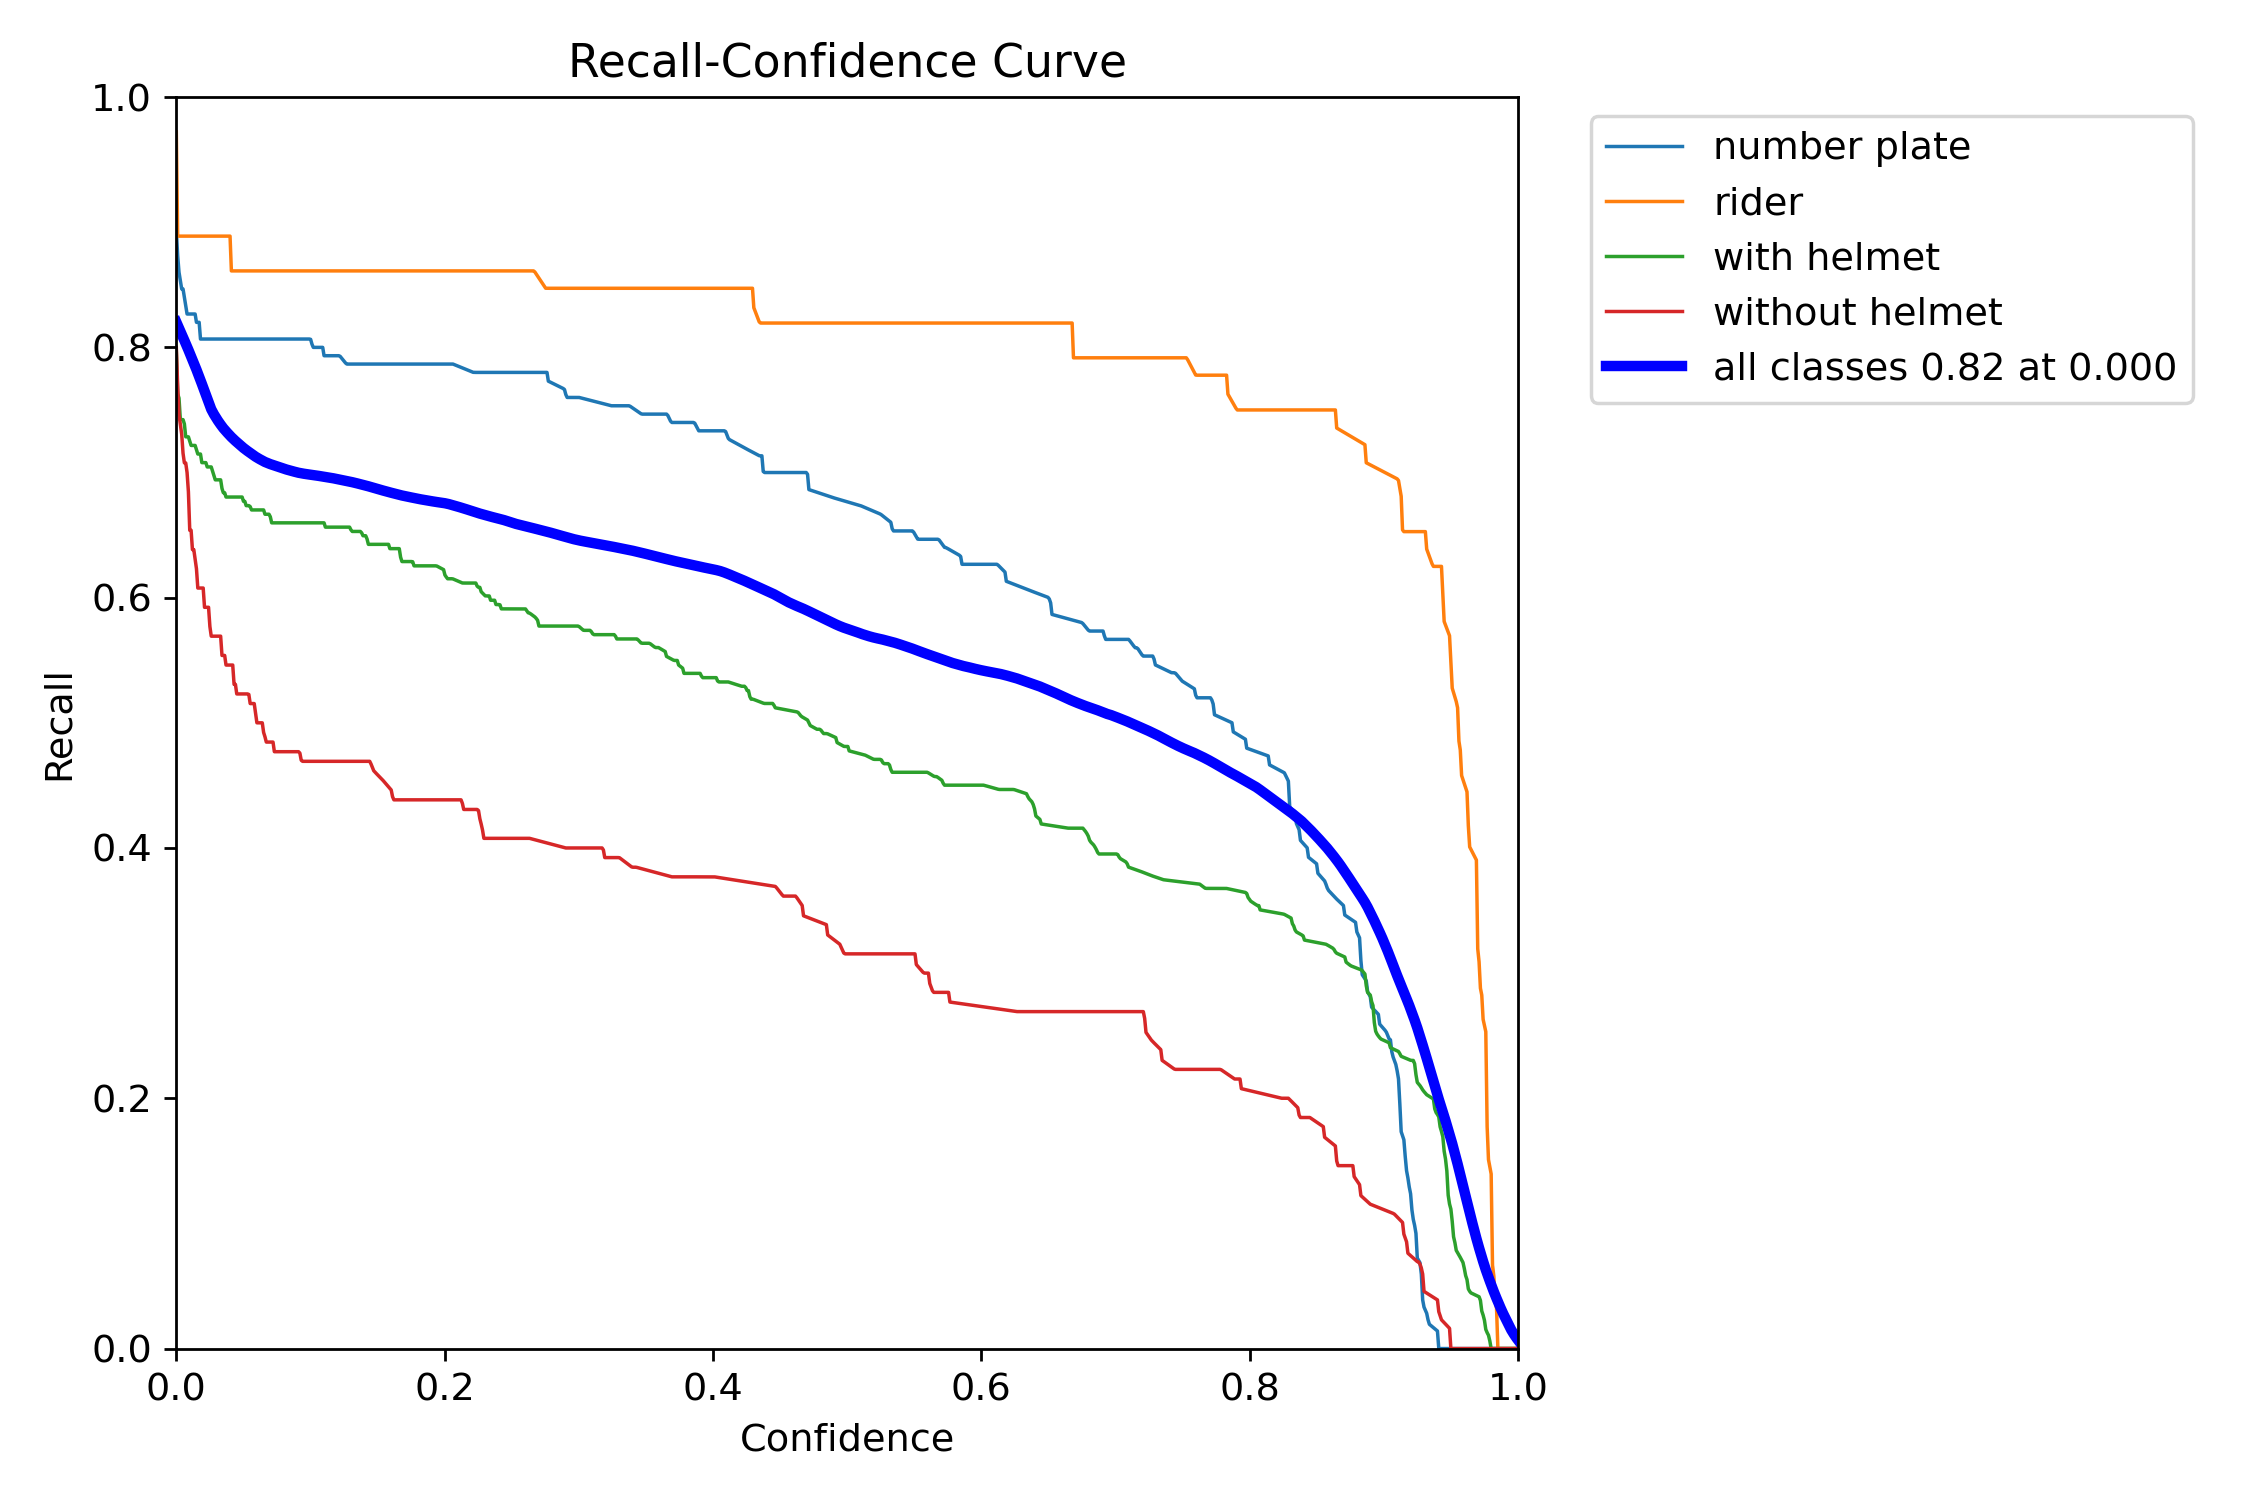 Recall-Confidence Curve
1.0
0.8
0.6
0.4
0.2
0.0
Recall
0.0 0.2 0.4 0.6 0.8 1.0
Confidence
number plate
rider
with helmet
without helmet
all classes 0.82 at 0.000